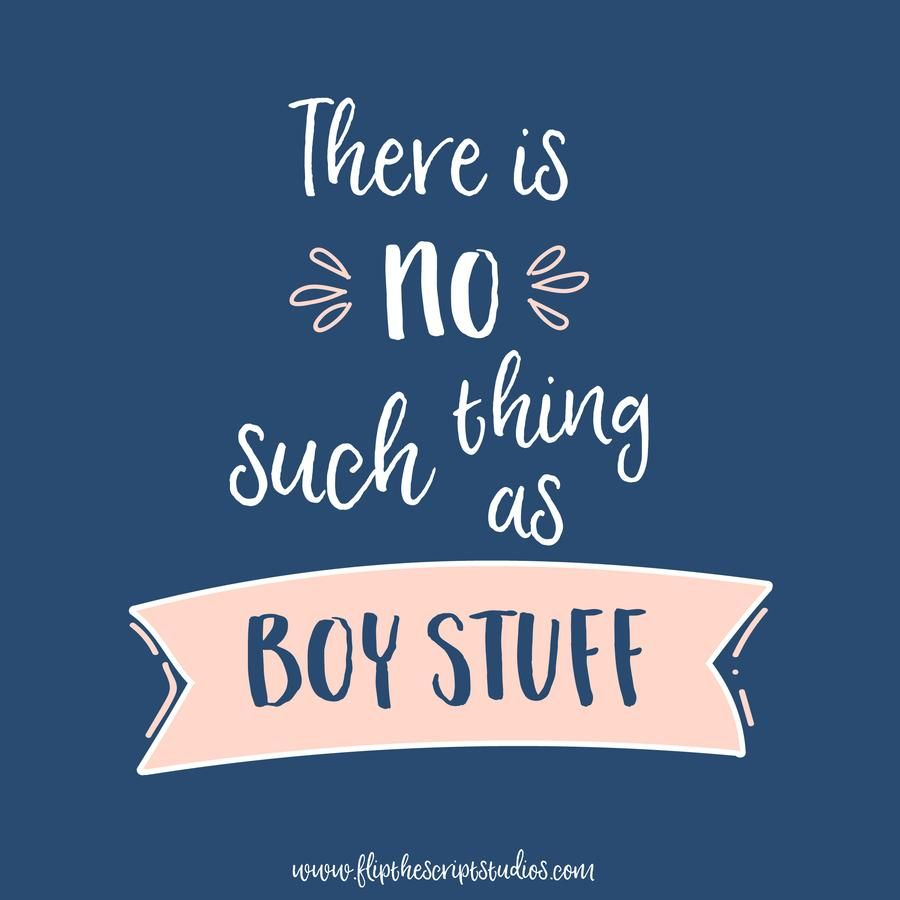 There is
no
such thing
as
BOY STUFF
www.flipthescriptstudios.com